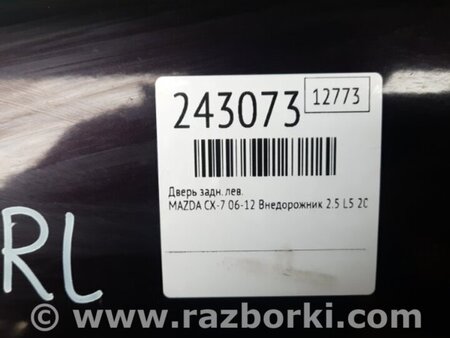 243073
12773
Дверь задн. лев.
MAZDA CX-7 06-12 Внедорожник 2.5 L5 2C
RL
www.razborki.com